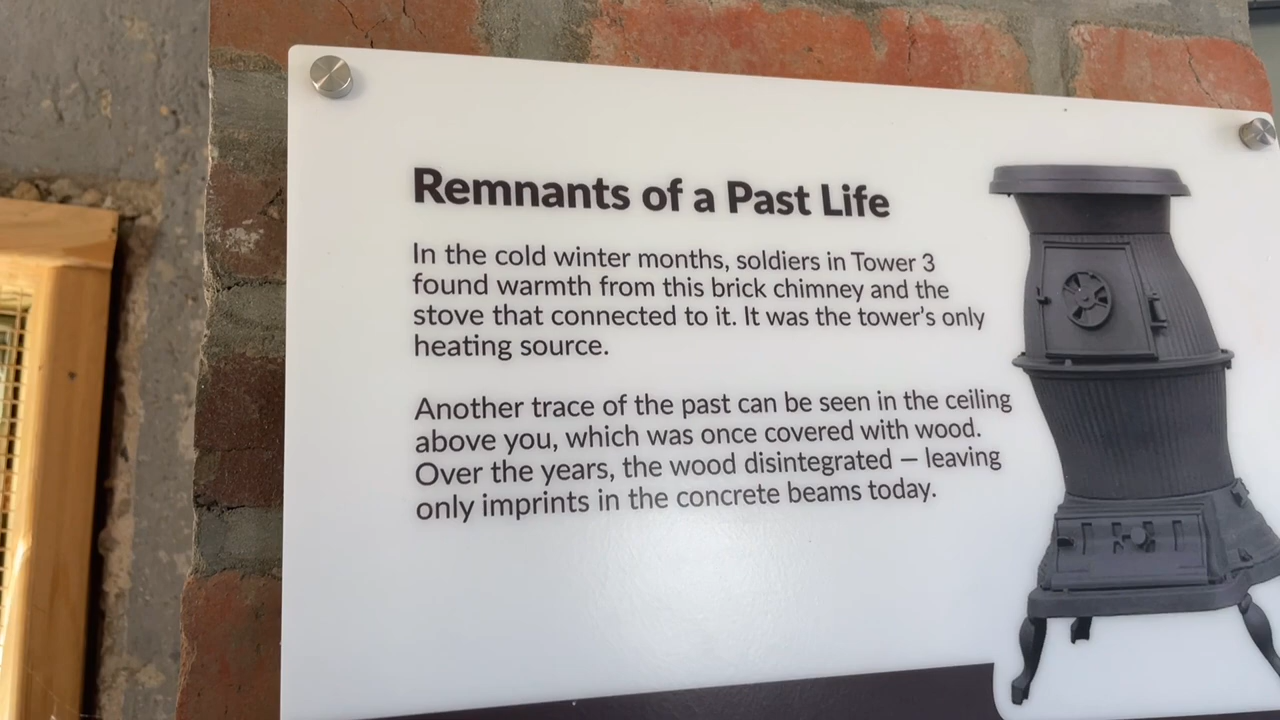 Remnants of a Past Life
In the cold winter months, soldiers in Tower 3
found warmth from this brick chimney and the
stove that connected to it. It was the tower's only
heating source.
Another trace of the past can be seen in the ceiling
above you, which was once covered with wood.
Over the years, the wood disintegrated – leaving
only imprints in the concrete beams today.